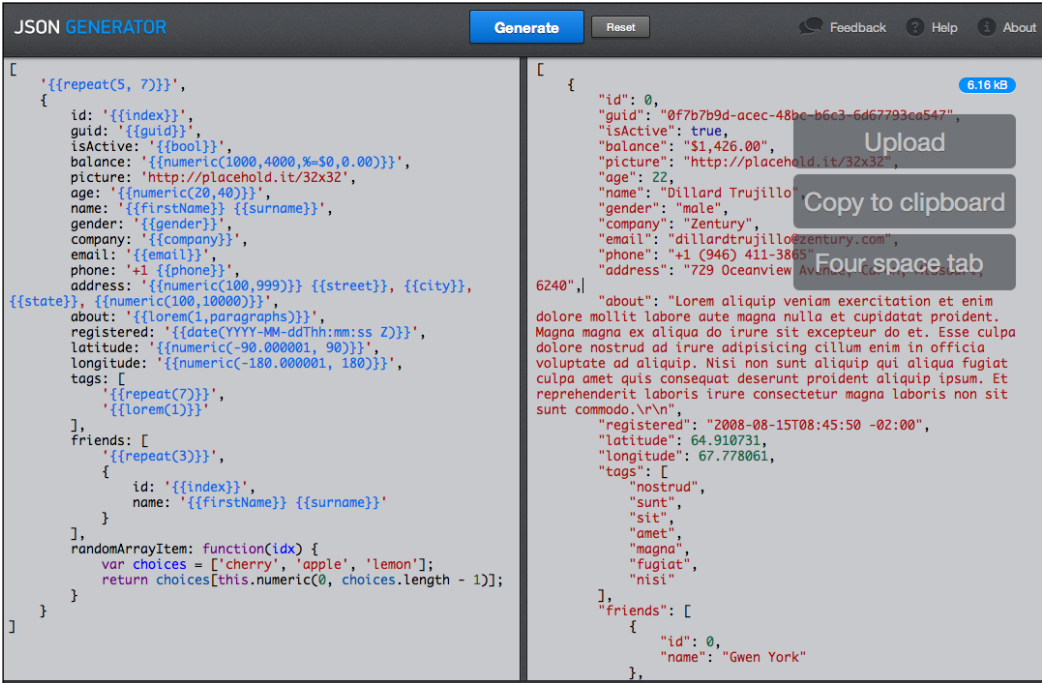 JSON GENERATOR
Generate
Reset
Feedback
Help
About
[
'{{repeat(5, 7)}}',
{
id: '{{index}}',
guid: '{{guid}}',
isActive: '{{bool}}',
balance: '{{numeric(1000,4000,%=$0,0.00)}}',
picture: 'http://placehold.it/32x32',
age: '{{numeric(20,40)}}',
name: '{{firstName}} {{surname}}',
gender: '{{gender}}',
company: '{{company}}',
email: '{{email}}',
phone: '+1 {{phone}}',
address: '{{numeric(100,999)}} {{street}}, {{city}},
{{state}}, {{numeric(100,10000)}}',
about: '{{lorem(1,paragraphs)}}',
registered: '{{date(YYYY-MM-ddThh:mm:ss Z)}}',
latitude: '{{numeric(-90.000001, 90)}}',
longitude: '{{numeric(-180.000001, 180)}}',
tags: [
'{{repeat(7)}}',
'{{lorem(1)}}'
],
friends: [
'{{repeat(3)}}',
{
id: '{{index}}',
name: '{{firstName}} {{surname}}'
}
],
randomArrayItem: function(idx) {
var choices = ['cherry', 'apple', 'lemon'];
return choices[this.numeric(0, choices.length - 1)];
}
}
]
[
{
6.16 kB
"id": 0,
"guid": "0f7b7b9d-acec-48bc-b6c3-6d67793ca547",
"isActive": true,
"balance": "$1,426.00",
Upload
"picture": "http://placehold.it/32x32",
"age": 22,
"name": "Dillard Trujillo",
Copy to clipboard
"gender": "male",
"company": "Zentury",
"email": "dillardtrujillo@zentury.com",
"phone": "+1 (946) 411-3865",
Four space tab
"address": "729 Oceanview Avenue,
6240",
"about": "Lorem aliquip veniam exercitation et enim
dolore mollit labore aute magna nulla et cupidatat proident.
Magna magna ex aliqua do irure sit excepteur do et. Esse culpa
dolore nostrud ad irure adipisicing cillum enim in officia
voluptate ad aliquip. Nisi non sunt aliquip qui aliqua fugiat
culpa amet quis consequat deserunt proident aliquip ipsum. Et
reprehenderit laboris irure consectetur magna laboris non sit
sunt commodo.\r\n",
"registered": "2008-08-15T08:45:50 -02:00",
"latitude": 64.910731,
"longitude": 67.778061,
"tags": [
"nostrud",
"sunt",
"sit",
"amet",
"magna",
"fugiat",
"nisi"
],
"friends": [
{
"id": 0,
"name": "Gwen York"
},